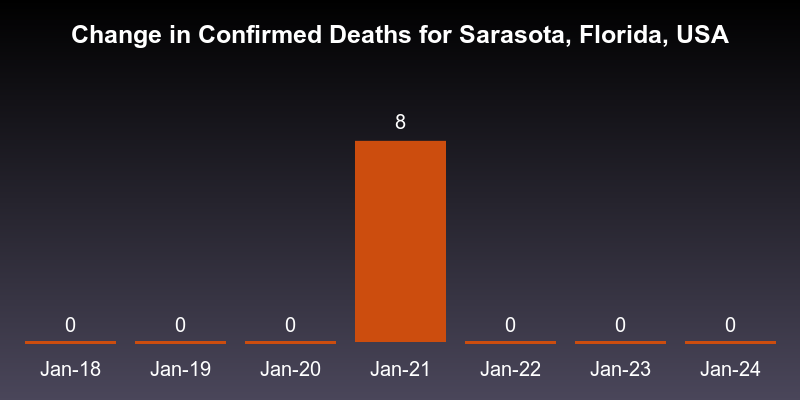 Change in Confirmed Deaths for Sarasota, Florida, USA
8
0 0 0 0 0 0
Jan-18 Jan-19 Jan-20 Jan-21 Jan-22 Jan-23 Jan-24